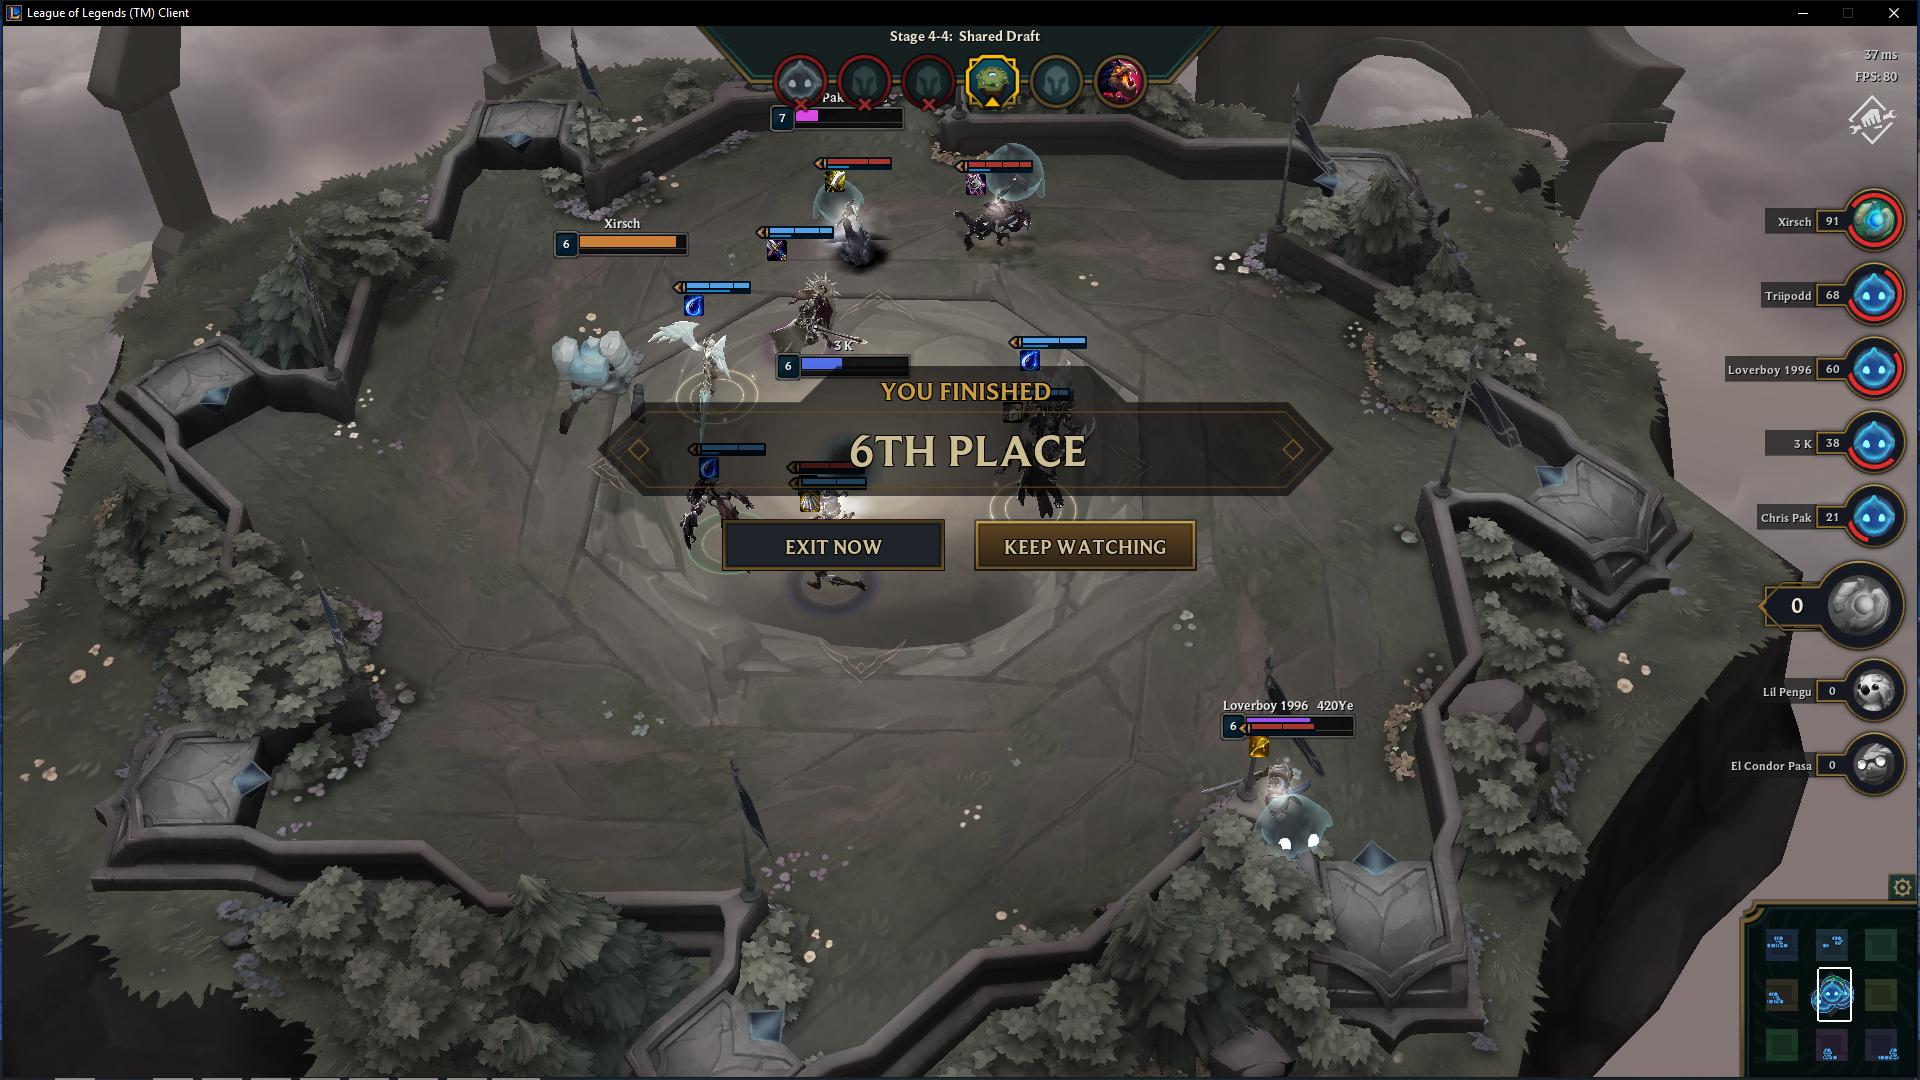 League of Legends (TM) Client
Stage 4-4: Shared Draft
37 ms
FPS: 80
Pak
7
Xirsch
6
3 K
6
YOU FINISHED
6TH PLACE
EXIT NOW
KEEP WATCHING
Xirsch 91
Triipodd 68
Loverboy 1996 60
3 K 38
Chris Pak 21
0
Lil Pengu 0
El Condor Pasa 0
Loverboy 1996 420Ye
6